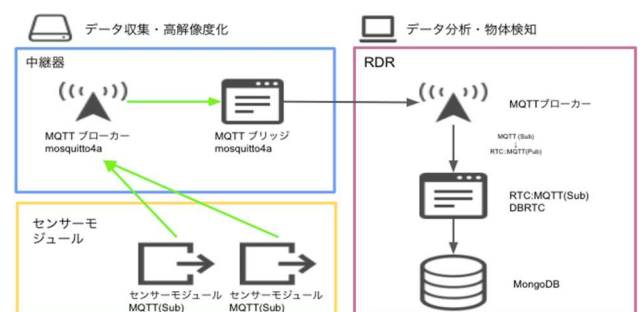 データ収集・高解像度化
データ分析・物体検知
中継器
MQTT ブローカー
mosquitto4a
MQTT ブリッジ
mosquitto4a
センサーモ
ジュール
センサーモジュール
MQTT(Sub)
センサーモジュール
MQTT(Sub)
RDR
MQTTブローカー
MQTT (Sub)
↓
RTC::MQTT(Pub)
RTC:MQTT(Sub)
DBRTC
MongoDB